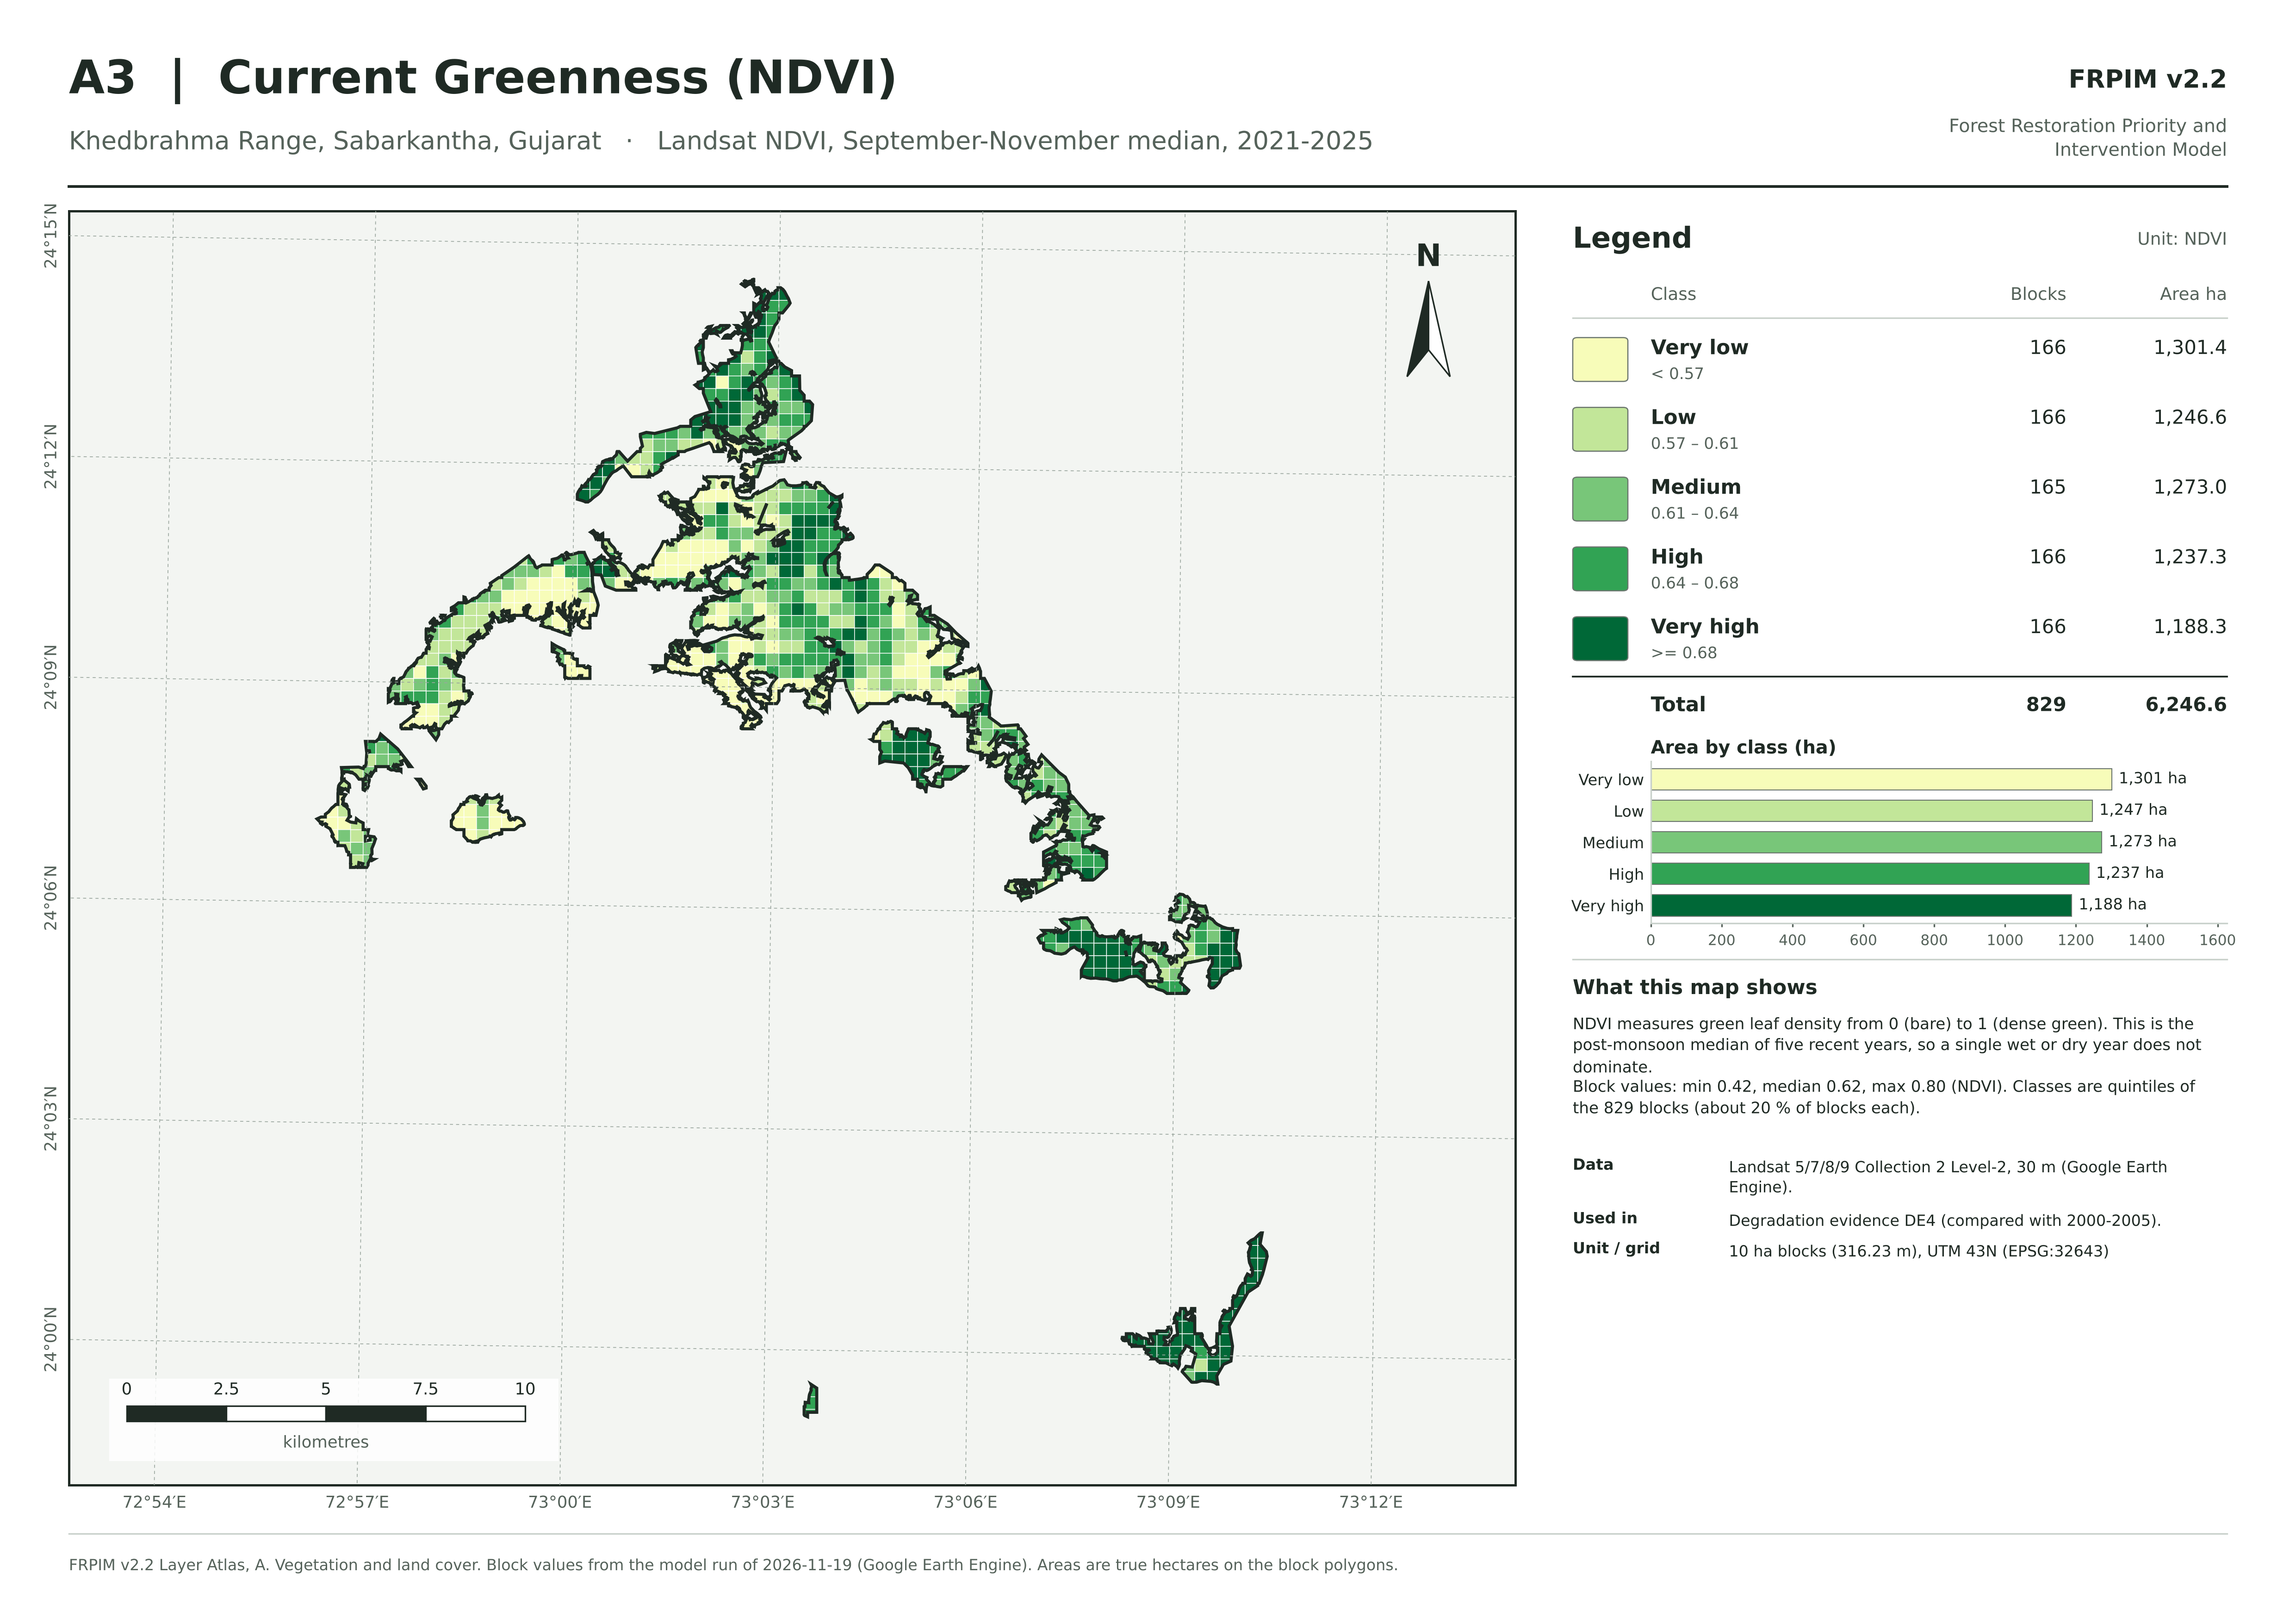 A3 | Current Greenness (NDVI)
FRPIM v2.2
Khedbrahma Range, Sabarkantha, Gujarat · Landsat NDVI, September-November median, 2021-2025
Forest Restoration Priority and
Intervention Model
24°15′N
24°12′N
24°09′N
24°06′N
24°03′N
24°00′N
N
0 2.5 5 7.5 10
kilometres
72°54′E 72°57′E 73°00′E 73°03′E 73°06′E 73°09′E 73°12′E
Legend Unit: NDVI
Class Blocks Area ha
Very low 166 1,301.4
< 0.57
Low 166 1,246.6
0.57 – 0.61
Medium 165 1,273.0
0.61 – 0.64
High 166 1,237.3
0.64 – 0.68
Very high 166 1,188.3
>= 0.68
Total 829 6,246.6
Area by class (ha)
Very low 1,301 ha
Low 1,247 ha
Medium 1,273 ha
High 1,237 ha
Very high 1,188 ha
0 200 400 600 800 1000 1200 1400 1600
What this map shows
NDVI measures green leaf density from 0 (bare) to 1 (dense green). This is the
post-monsoon median of five recent years, so a single wet or dry year does not
dominate.
Block values: min 0.42, median 0.62, max 0.80 (NDVI). Classes are quintiles of
the 829 blocks (about 20 % of blocks each).
Data Landsat 5/7/8/9 Collection 2 Level-2, 30 m (Google Earth
Engine).
Used in Degradation evidence DE4 (compared with 2000-2005).
Unit / grid 10 ha blocks (316.23 m), UTM 43N (EPSG:32643)
FRPIM v2.2 Layer Atlas, A. Vegetation and land cover. Block values from the model run of 2026-11-19 (Google Earth Engine). Areas are true hectares on the block polygons.